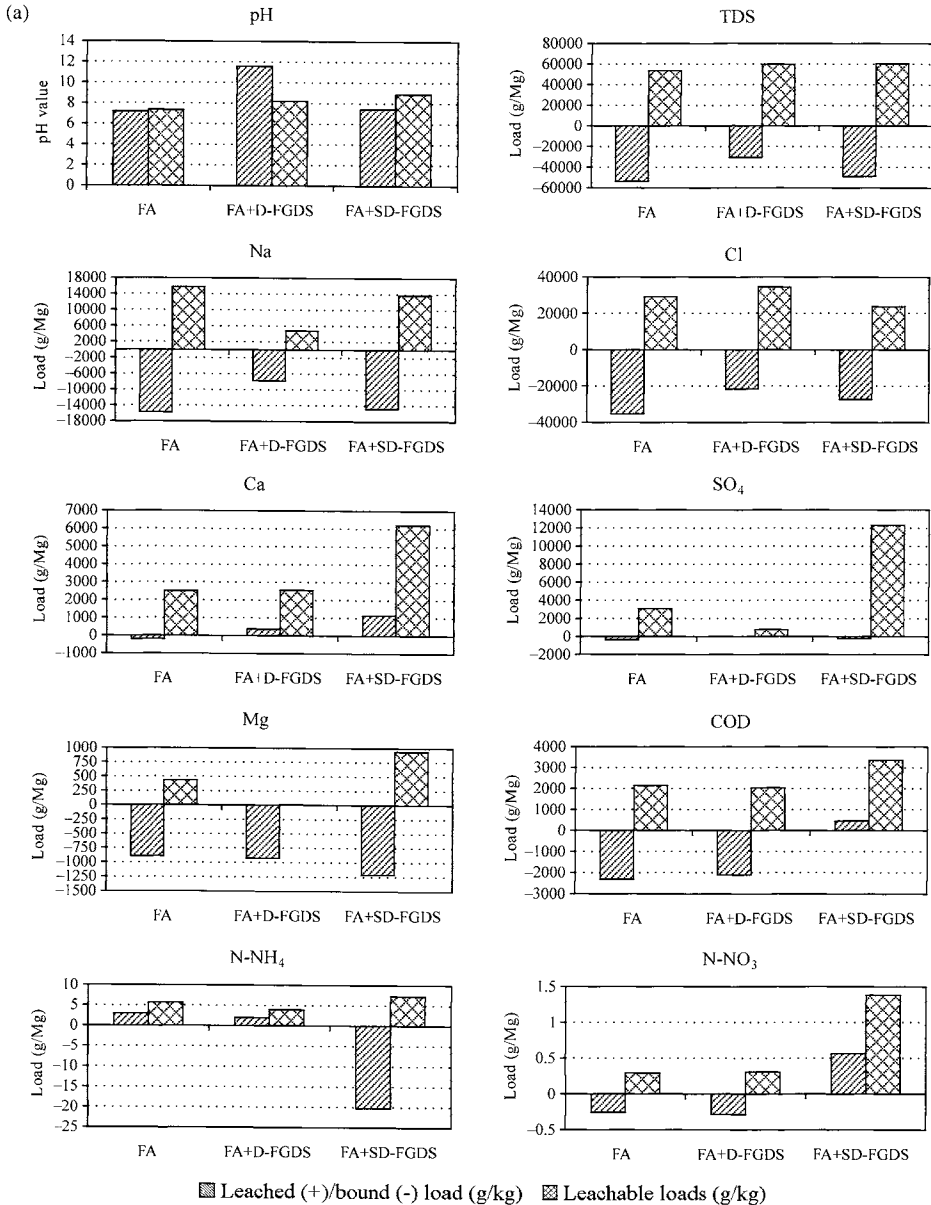 (a)
pH
14
12
10
8
6
4
2
0
pH value
FA FA+D-FGDS FA+SD-FGDS
TDS
80000
60000
40000
20000
0
−20000
−40000
−60000
Load (g/Mg)
FA FA+D-FGDS FA+SD-FGDS
Na
18000
14000
10000
6000
2000
−2000
−6000
−10000
−14000
−18000
Load (g/Mg)
FA FA+D-FGDS FA+SD-FGDS
Cl
40000
20000
0
−20000
−40000
Load (g/Mg)
FA FA+D-FGDS FA+SD-FGDS
Ca
7000
6000
5000
4000
3000
2000
1000
0
−1000
Load (g/Mg)
FA FA+D-FGDS FA+SD-FGDS
SO₄
14000
12000
10000
8000
6000
4000
2000
0
−2000
Load (g/Mg)
FA FA+D-FGDS FA+SD-FGDS
Mg
1000
750
500
250
0
−250
−500
−750
−1000
−1250
−1500
Load (g/Mg)
FA FA+D-FGDS FA+SD-FGDS
COD
4000
3000
2000
1000
0
−1000
−2000
−3000
Load (g/Mg)
FA FA+D-FGDS FA+SD-FGDS
N-NH₄
10
5
0
−5
−10
−15
−20
−25
Load (g/Mg)
FA FA+D-FGDS FA+SD-FGDS
N-NO₃
1.5
1
0.5
0
−0.5
Load (g/Mg)
FA FA+D-FGDS FA+SD-FGDS
Leached (+)/bound (-) load (g/kg) Leachable loads (g/kg)